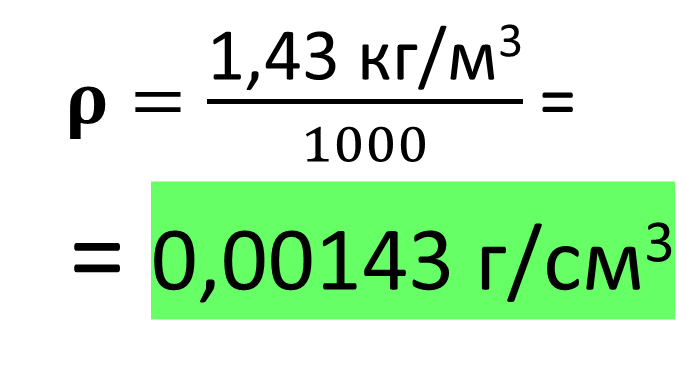 ρ = 1,43 кг/м³ / 1000 =
= 0,00143 г/см³